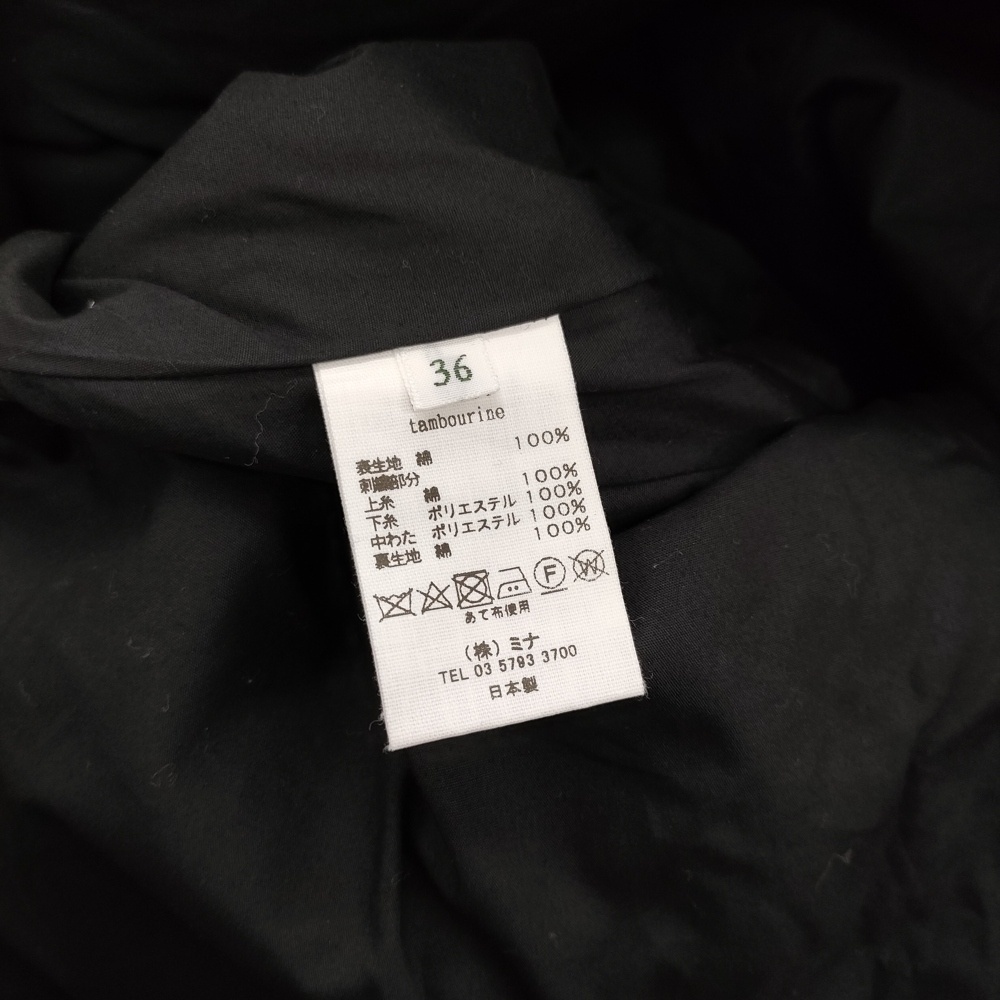 36
tambourine
表生地 綿 100%
刺繍部分
上糸 綿 100%
下糸 ポリエステル 100%
中わた ポリエステル 100%
裏生地 綿 100%
F W
あて布使用
（株）ミナ
TEL 03 5793 3700
日本製